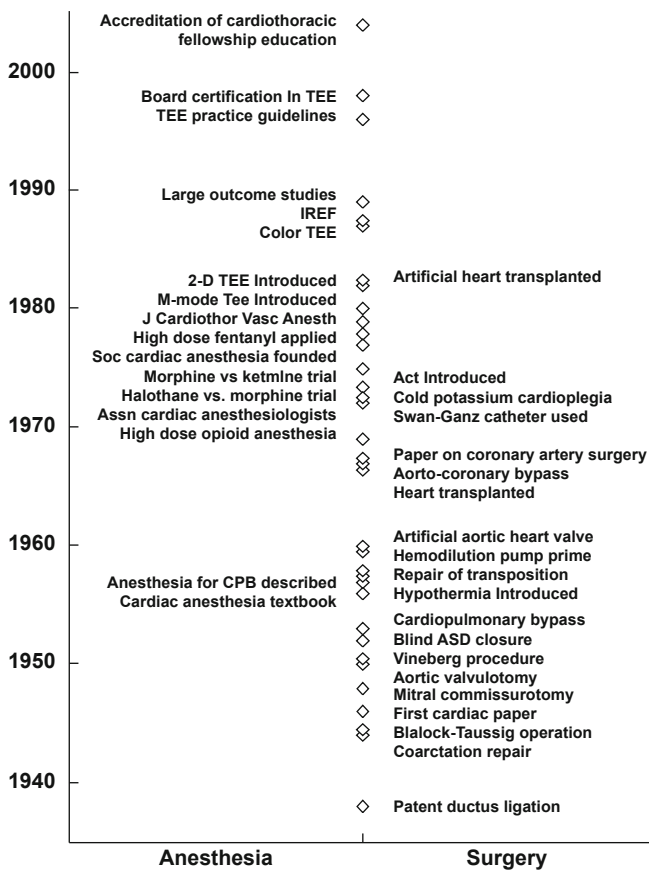 Accreditation of cardiothoracic
fellowship education
2000
Board certification In TEE
TEE practice guidelines
1990
Large outcome studies
IREF
Color TEE
2-D TEE Introduced
Artificial heart transplanted
M-mode Tee Introduced
1980
J Cardiothor Vasc Anesth
High dose fentanyl applied
Soc cardiac anesthesia founded
Morphine vs ketmlne trial
Act Introduced
Halothane vs. morphine trial
Cold potassium cardioplegia
Assn cardiac anesthesiologists
Swan-Ganz catheter used
1970
High dose opioid anesthesia
Paper on coronary artery surgery
Aorto-coronary bypass
Heart transplanted
1960
Artificial aortic heart valve
Hemodilution pump prime
Anesthesia for CPB described
Repair of transposition
Cardiac anesthesia textbook
Hypothermia Introduced
Cardiopulmonary bypass
Blind ASD closure
1950
Vineberg procedure
Aortic valvulotomy
Mitral commissurotomy
First cardiac paper
Blalock-Taussig operation
Coarctation repair
1940
Patent ductus ligation
Anesthesia
Surgery